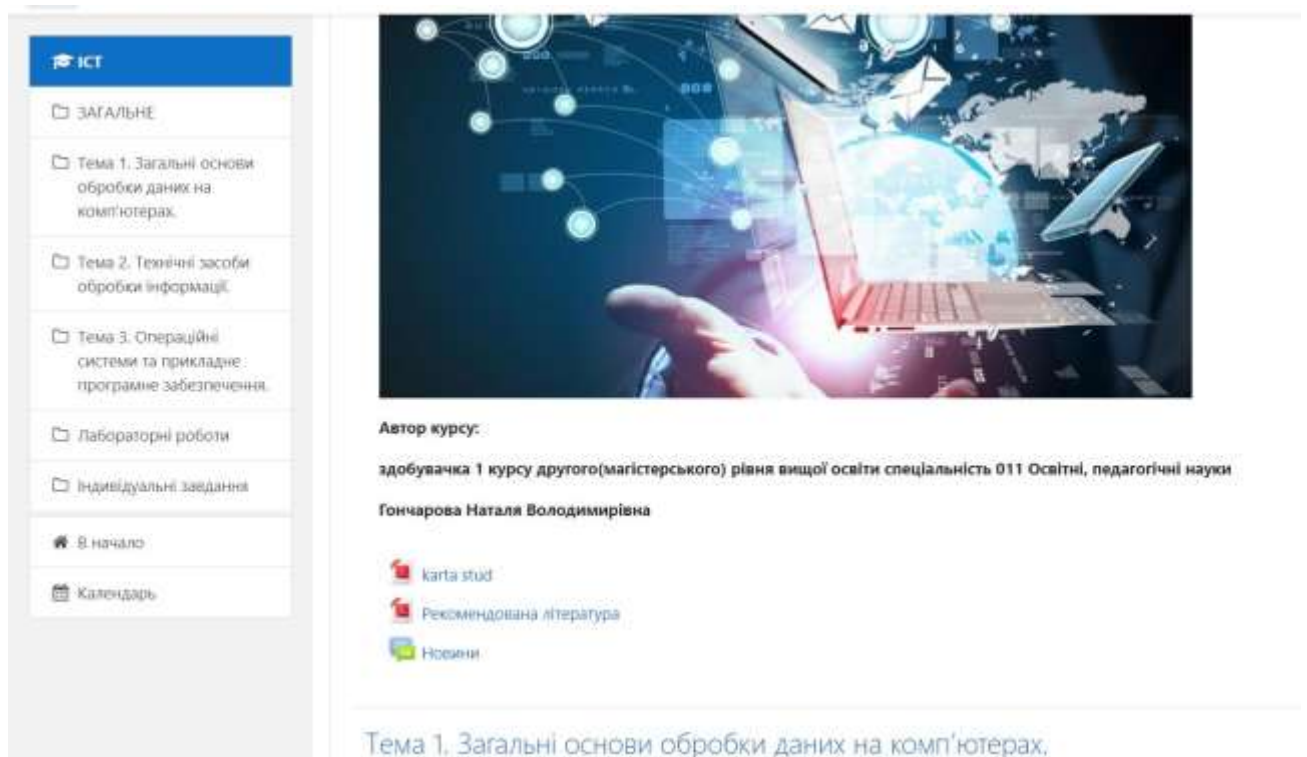 ІСТ
ЗАГАЛЬНЕ
Тема 1. Загальні основи
обробки даних на
комп'ютерах.
Тема 2. Технічні засоби
обробки інформації.
Тема 3. Операційні
системи та прикладне
програмне забезпечення.
Лабораторні роботи
Індивідуальні завдання
В начало
Календарь
Автор курсу:
здобувачка 1 курсу другого(магістерського) рівня вищої освіти спеціальність 011 Освітні, педагогічні науки
Гончарова Наталя Володимирівна
karta stud
Рекомендована література
Новини
Тема 1. Загальні основи обробки даних на комп'ютерах.